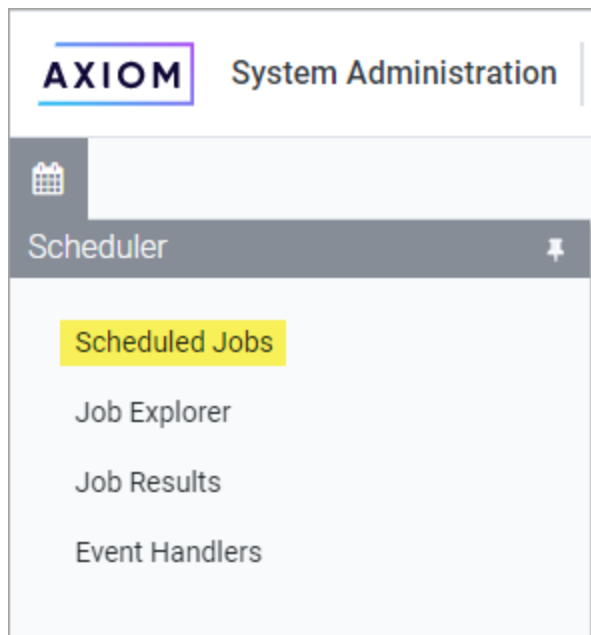 AXIOM System Administration
Scheduler
Scheduled Jobs
Job Explorer
Job Results
Event Handlers